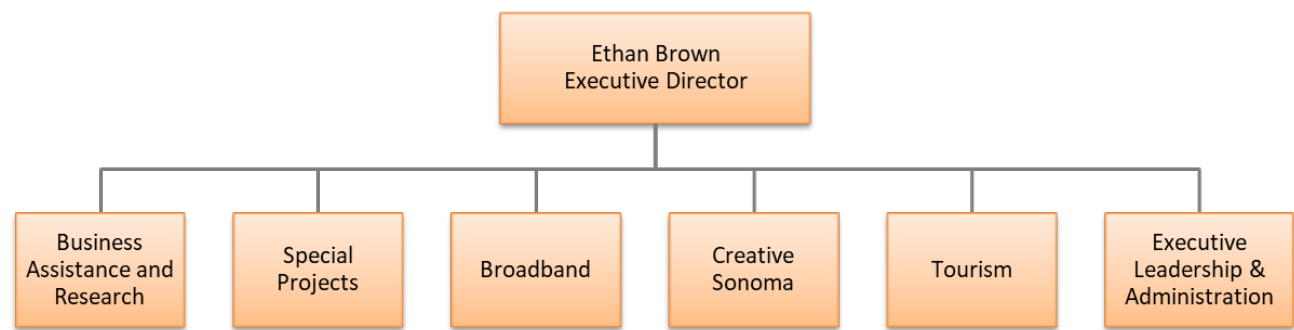 Ethan Brown
Executive Director
Business
Assistance and
Research
Special
Projects
Broadband
Creative
Sonoma
Tourism
Executive
Leadership &
Administration